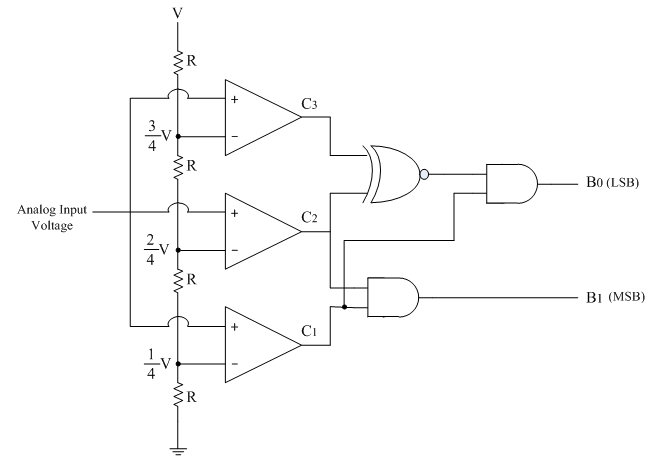 V
R
+
C3
3/4 V
−
R
B0 (LSB)
Analog Input
Voltage
+
C2
2/4 V
−
R
B1 (MSB)
+
C1
1/4 V
−
R